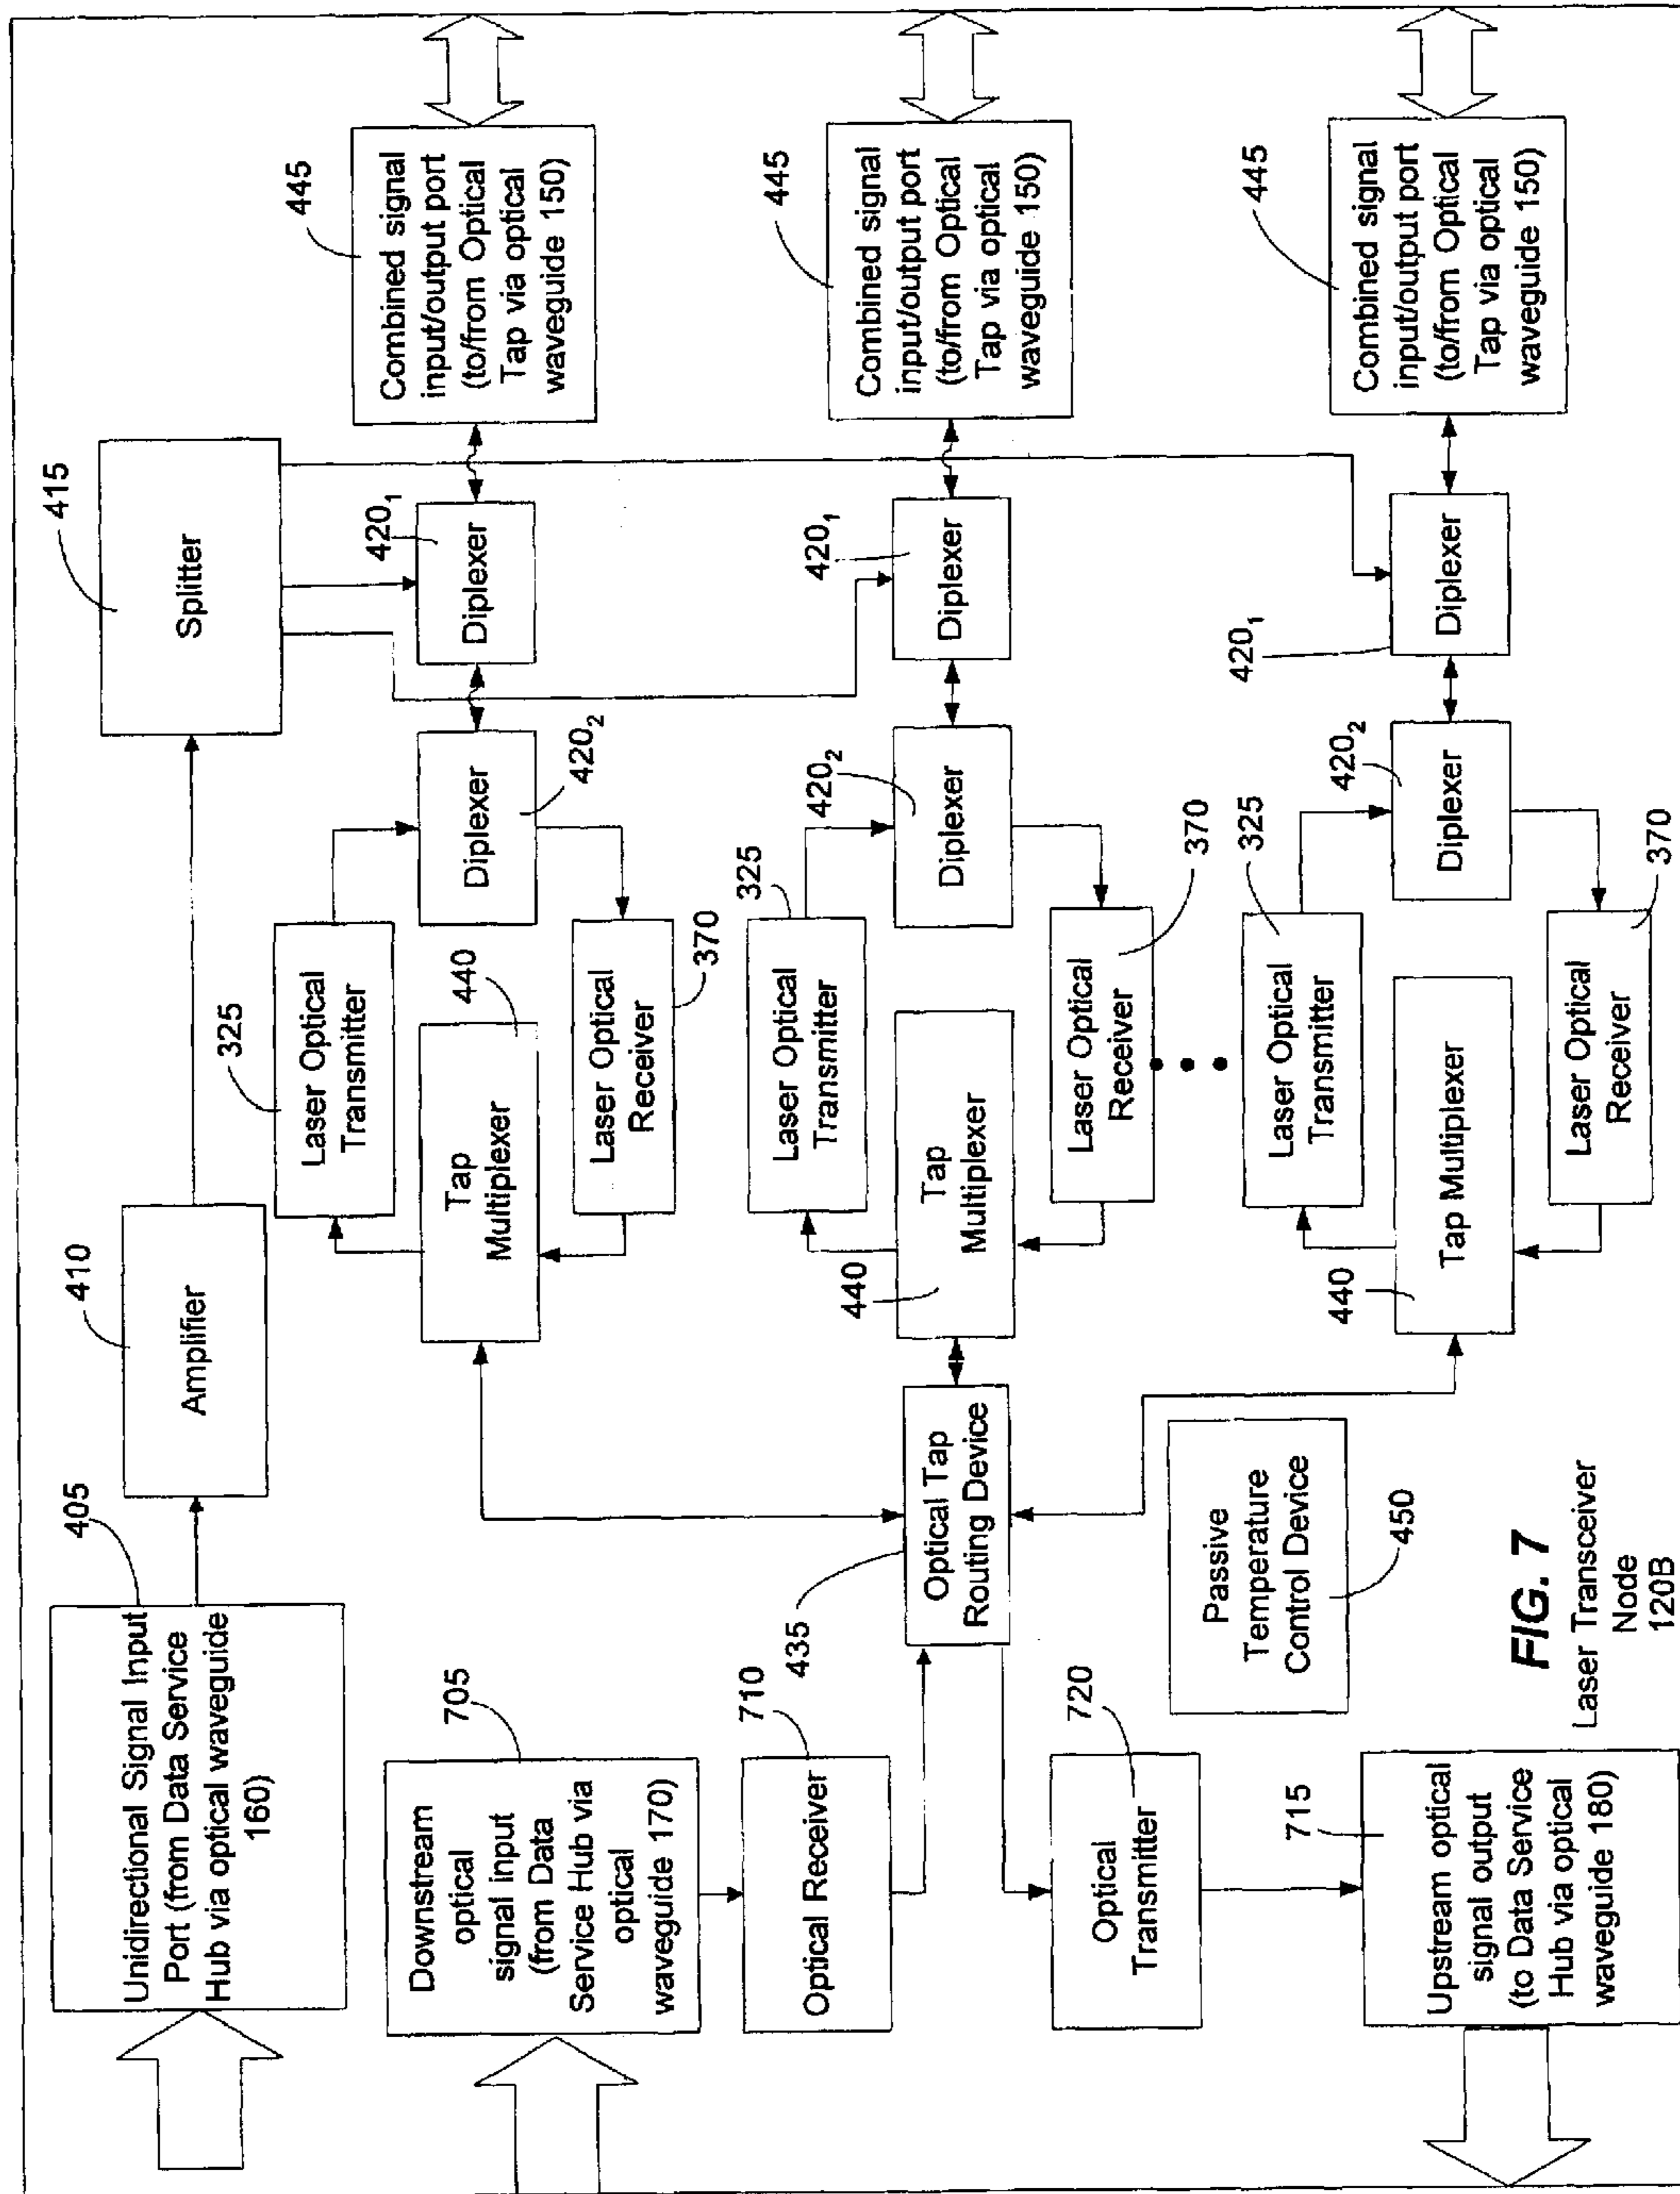 405
Unidirectional Signal Input
Port (from Data Service
Hub via optical waveguide
160)
410
Amplifier
415
Splitter
325
Laser Optical
Transmitter
440
Tap
Multiplexer
Laser Optical
Receiver
370
Diplexer
420₂
420₁
Diplexer
445
Combined signal
input/output port
(to/from Optical
Tap via optical
waveguide 150)
705
Downstream
optical
signal input
(from Data
Service Hub via
optical
waveguide 170)
710
Optical Receiver
435
Optical Tap
Routing Device
325
Laser Optical
Transmitter
440
Tap
Multiplexer
Laser Optical
Receiver
370
420₂
Diplexer
420₁
Diplexer
445
Combined signal
input/output port
(to/from Optical
Tap via optical
waveguide 150)
720
Optical
Transmitter
715
Upstream optical
signal output
(to Data Service
Hub via optical
waveguide 180)
Passive
Temperature
Control Device
450
325
Laser Optical
Transmitter
440
Tap Multiplexer
Laser Optical
Receiver
370
420₂
Diplexer
420₁
Diplexer
445
Combined signal
input/output port
(to/from Optical
Tap via optical
waveguide 150)
FIG. 7
Laser Transceiver
Node
120B